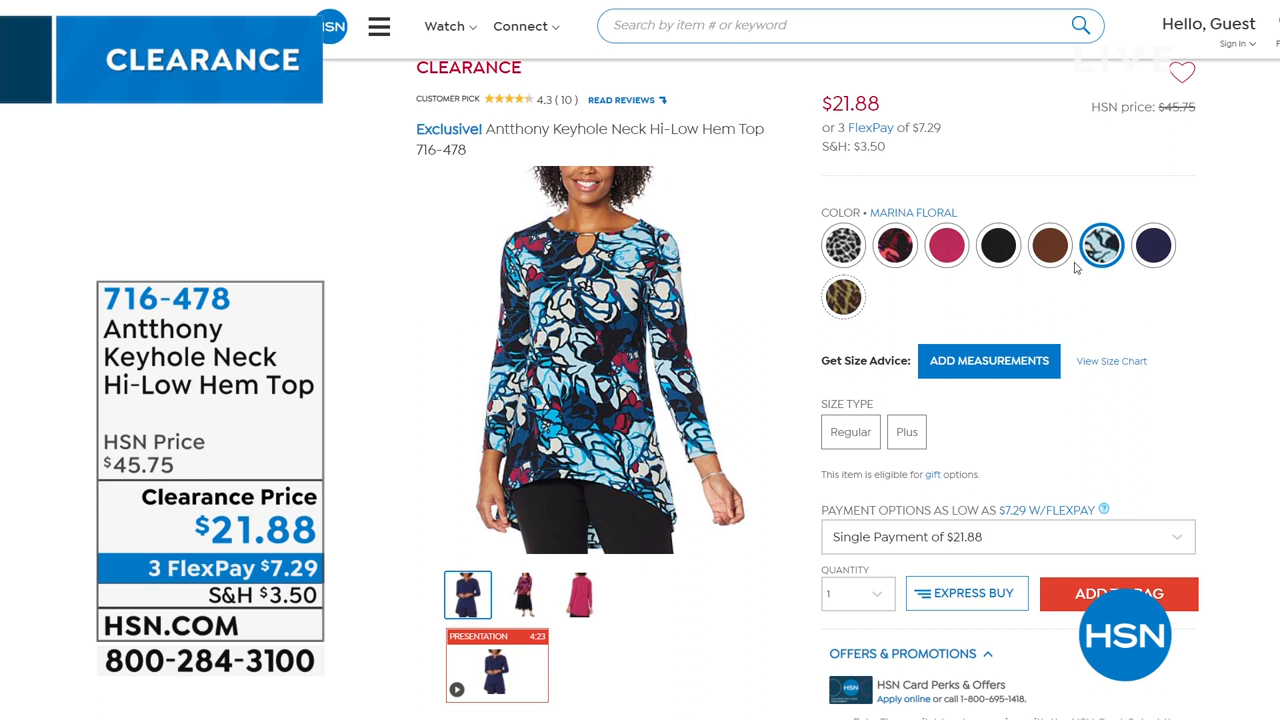 CLEARANCE
HSN
Watch
Connect
Search by item # or keyword
Hello, Guest
Sign In
LIVE
CLEARANCE
CUSTOMER PICK 4.3 ( 10 ) READ REVIEWS
Exclusive! Antthony Keyhole Neck Hi-Low Hem Top
716-478
$21.88
HSN price: $45.75
or 3 FlexPay of $7.29
S&H: $3.50
COLOR • MARINA FLORAL
Get Size Advice: ADD MEASUREMENTS View Size Chart
SIZE TYPE
Regular Plus
This item is eligible for gift options.
PAYMENT OPTIONS AS LOW AS $7.29 W/FLEXPAY ?
Single Payment of $21.88
QUANTITY
1
EXPRESS BUY
HSN
OFFERS & PROMOTIONS
HSN
HSN Card Perks & Offers
Apply online or call 1-800-695-1418.
PRESENTATION 4:23
716-478
Antthony
Keyhole Neck
Hi-Low Hem Top
HSN Price
$45.75
Clearance Price
$21.88
3 FlexPay $7.29
S&H $3.50
HSN.COM
800-284-3100